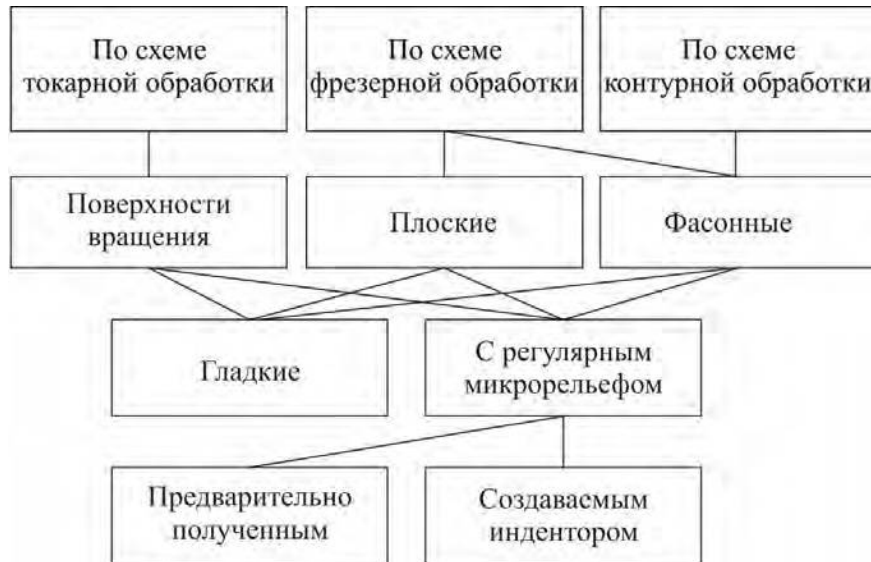 По схеме
токарной обработки
По схеме
фрезерной обработки
По схеме
контурной обработки
Поверхности
вращения
Плоские
Фасонные
Гладкие
С регулярным
микрорельефом
Предварительно
полученным
Создаваемым
индентором